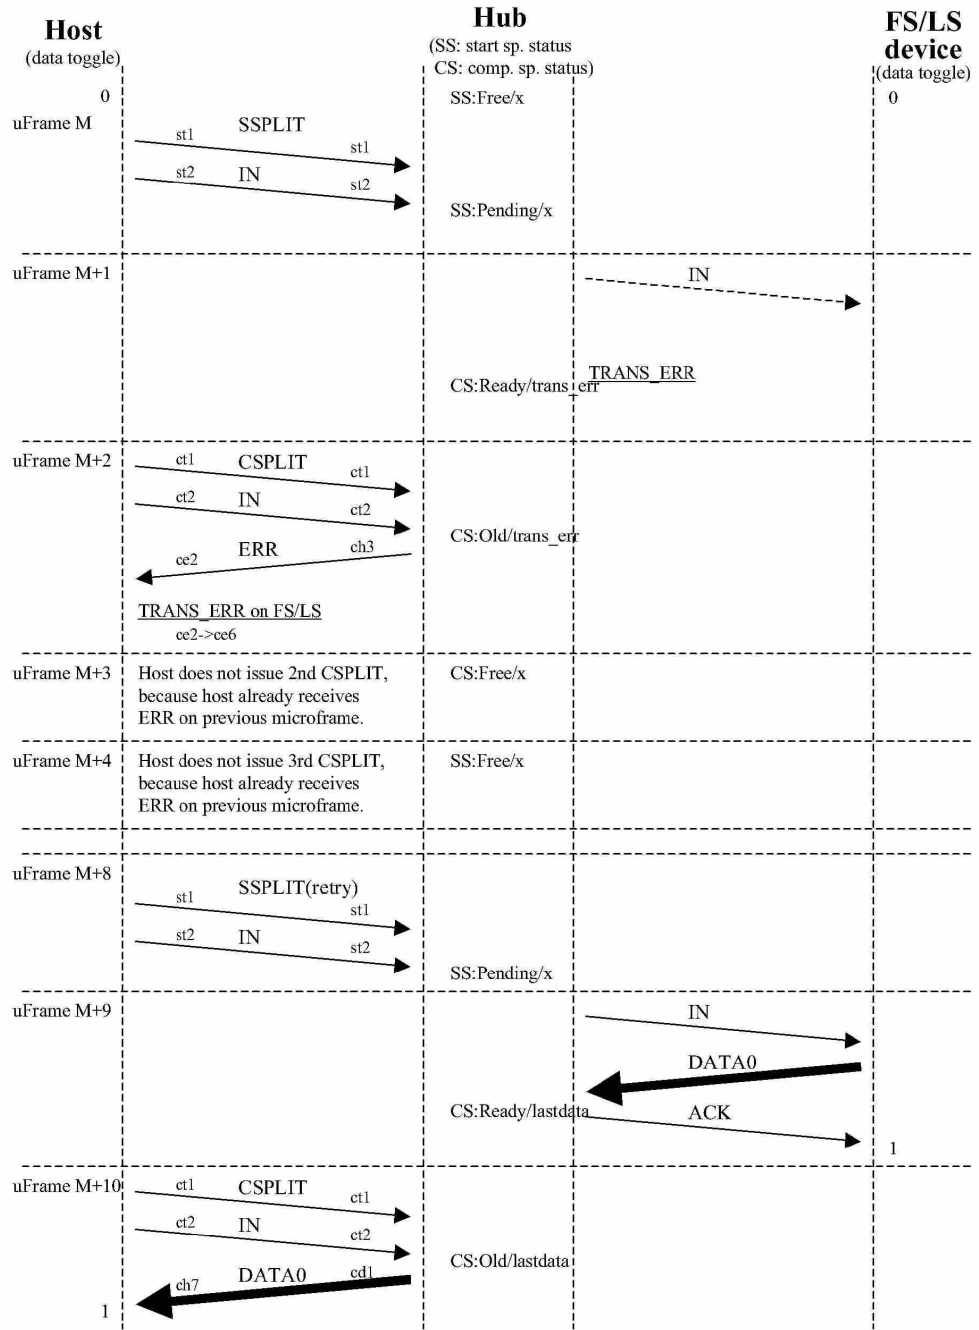 Host
(data toggle)
Hub
(SS: start sp. status
CS: comp. sp. status)
FS/LS
device
(data toggle)
0
SS:Free/x
0
uFrame M
st1
SSPLIT
st1
st2
IN
st2
SS:Pending/x
uFrame M+1
IN
CS:Ready/trans_err
TRANS_ERR
uFrame M+2
ct1
CSPLIT
ct1
ct2
IN
ct2
CS:Old/trans_err
ce2
ERR
ch3
TRANS_ERR on FS/LS
ce2->ce6
uFrame M+3
Host does not issue 2nd CSPLIT,
because host already receives
ERR on previous microframe.
CS:Free/x
uFrame M+4
Host does not issue 3rd CSPLIT,
because host already receives
ERR on previous microframe.
SS:Free/x
uFrame M+8
st1
SSPLIT(retry)
st1
st2
IN
st2
SS:Pending/x
uFrame M+9
IN
DATA0
CS:Ready/lastdata
ACK
1
uFrame M+10
ct1
CSPLIT
ct1
ct2
IN
ct2
CS:Old/lastdata
ch7
DATA0
cd1
1